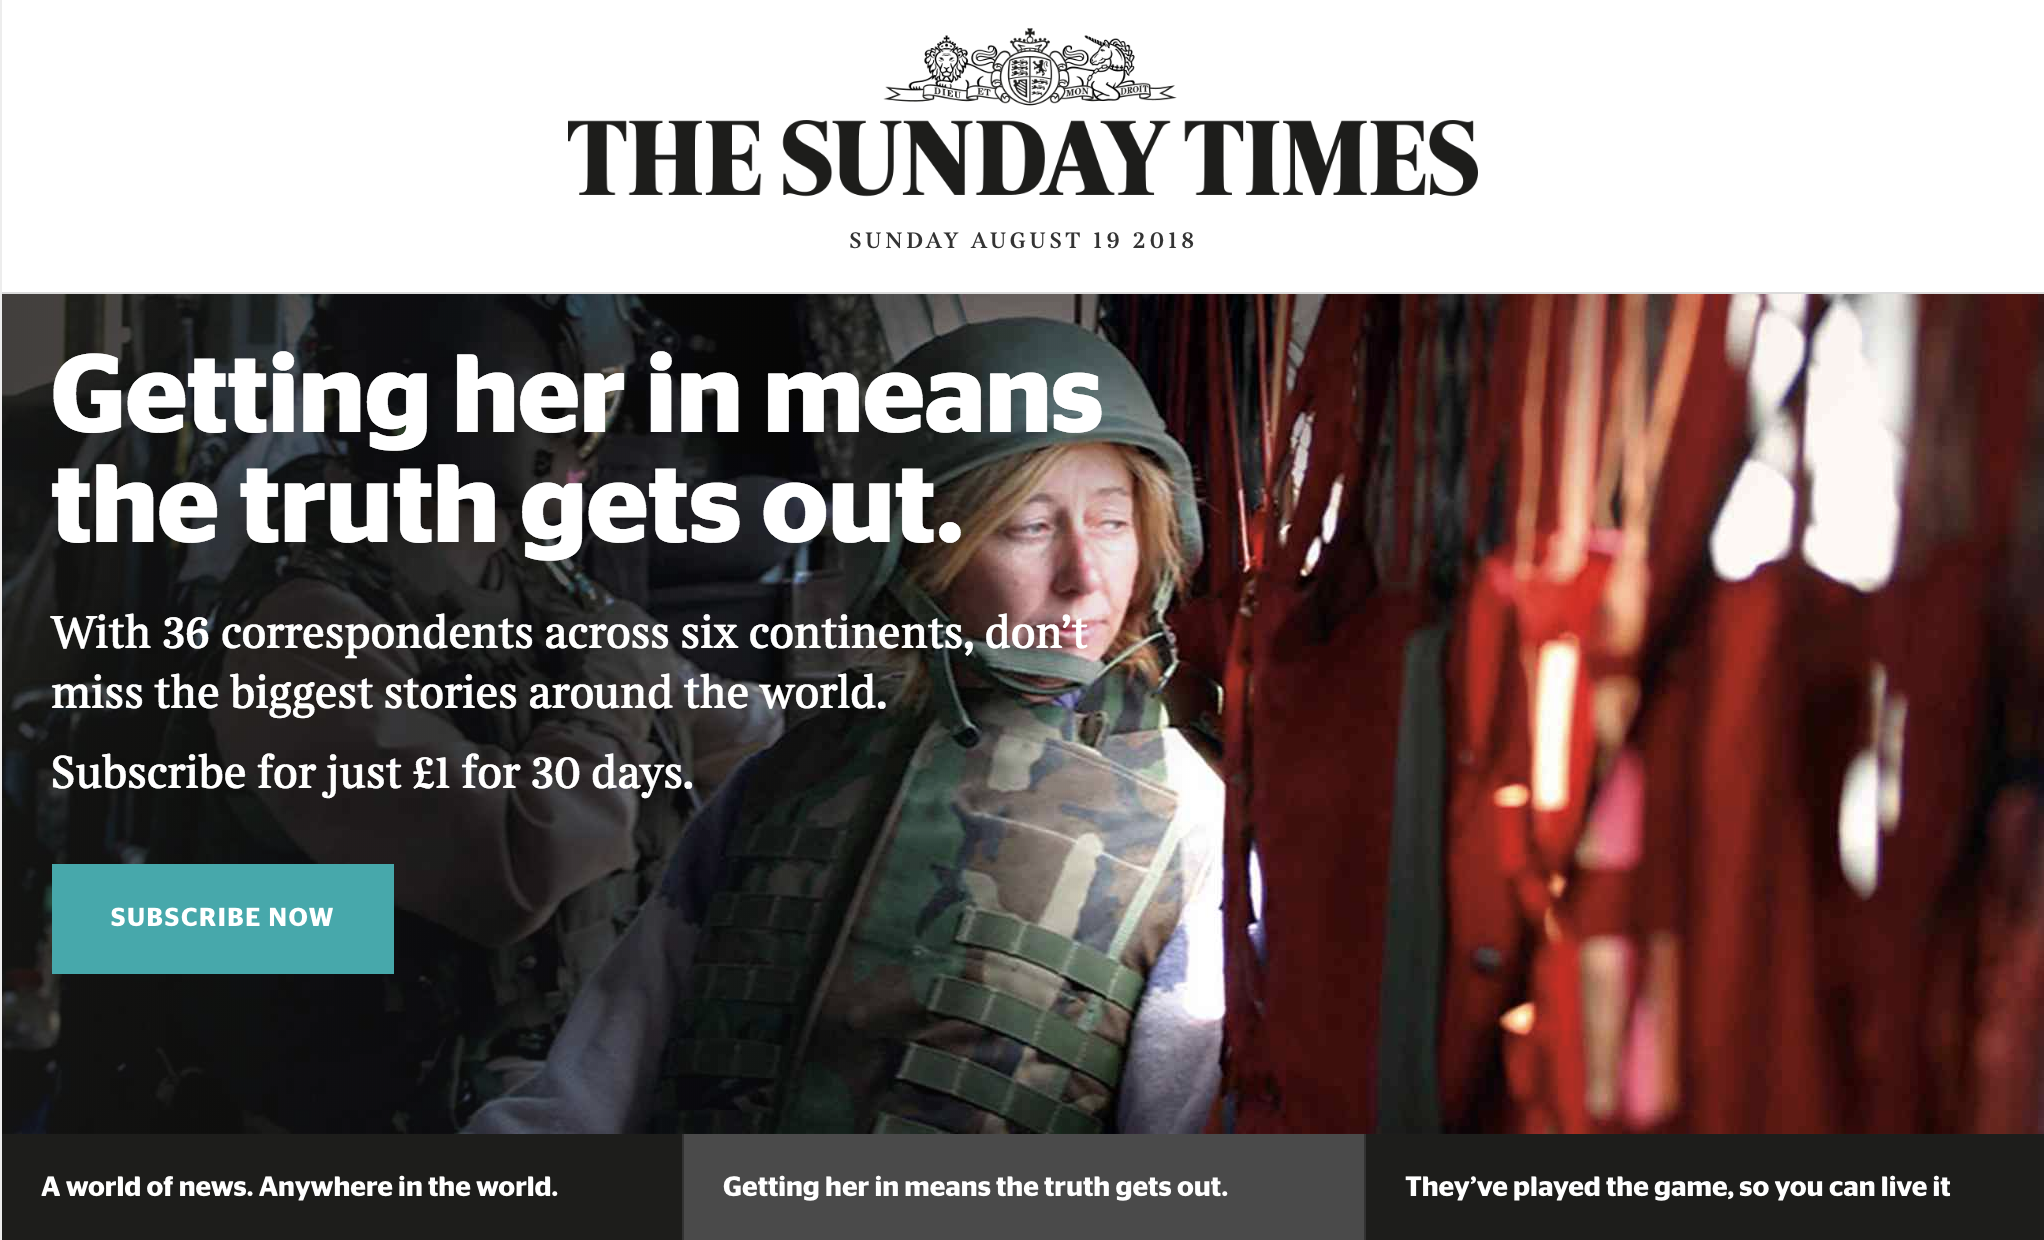 DIEU ET MON DROIT
THE SUNDAY TIMES
SUNDAY AUGUST 19 2018
Getting her in means
the truth gets out.
With 36 correspondents across six continents, don’t
miss the biggest stories around the world.
Subscribe for just £1 for 30 days.
SUBSCRIBE NOW
A world of news. Anywhere in the world.
Getting her in means the truth gets out.
They’ve played the game, so you can live it